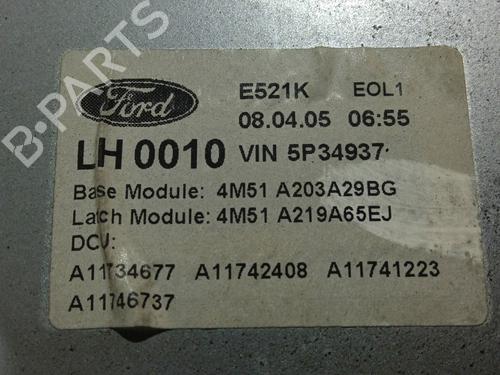 B-PARTS
Ford
E521K EOL1
08.04.05 06:55
LH 0010 VIN 5P34937
Base Module: 4M51 A203A29BG
Latch Module: 4M51 A219A65EJ
DCU:
A11734677 A11742408 A11741223
A11746737